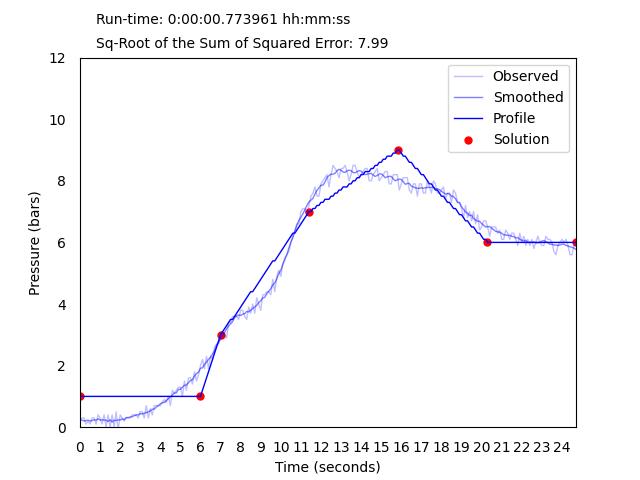 Run-time: 0:00:00.773961 hh:mm:ss
Sq-Root of the Sum of Squared Error: 7.99
12
10
8
6
4
2
0
Pressure (bars)
Observed
Smoothed
Profile
Solution
0 1 2 3 4 5 6 7 8 9 10 11 12 13 14 15 16 17 18 19 20 21 22 23 24
Time (seconds)